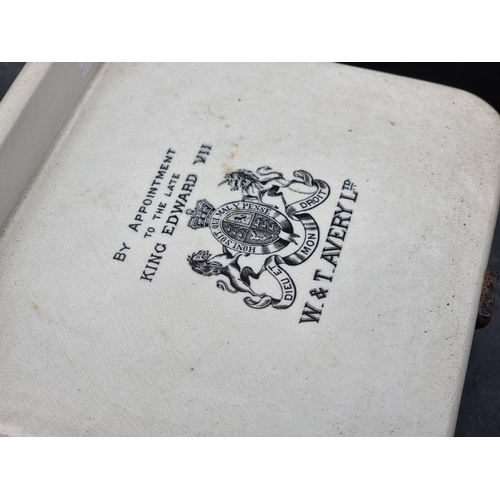 BY APPOINTMENT
TO THE LATE
KING EDWARD VII
HONI·SOIT·QUI·MAL·Y·PENSE
DIEU ET MON DROIT
W. & T. AVERY LTD